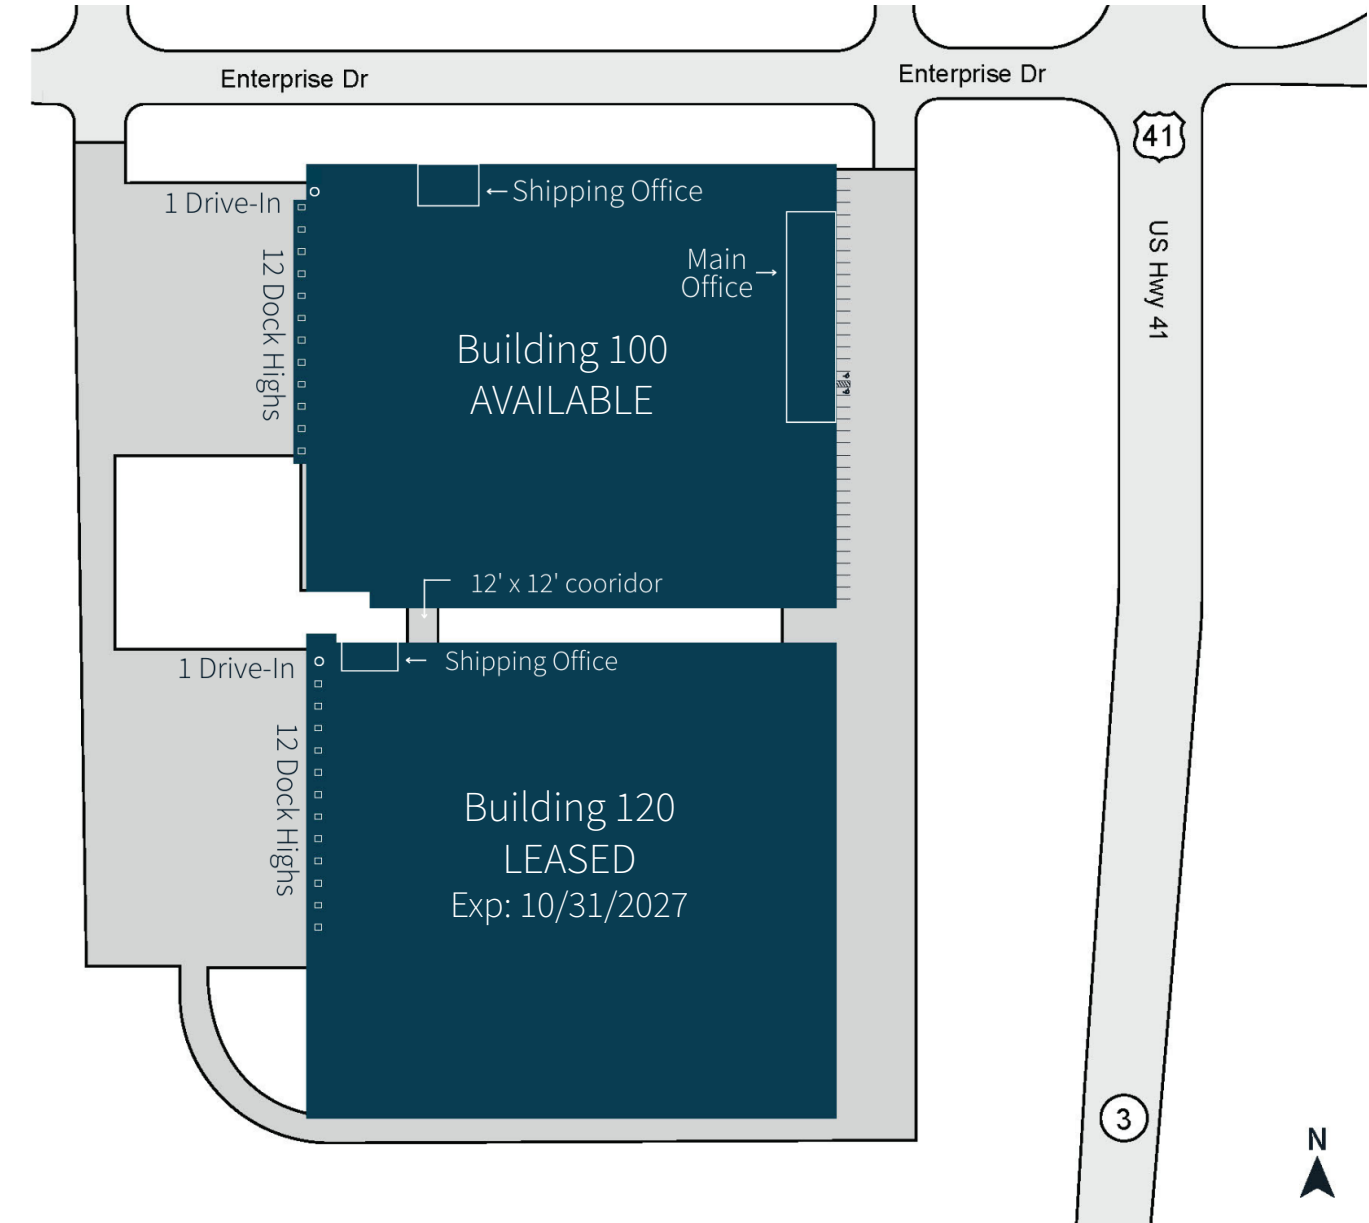 Enterprise Dr
Enterprise Dr
41
US Hwy 41
1 Drive-In
←Shipping Office
12 Dock Highs
Main →
Office
Building 100
AVAILABLE
12' x 12' cooridor
1 Drive-In
← Shipping Office
12 Dock Highs
Building 120
LEASED
Exp: 10/31/2027
3
N